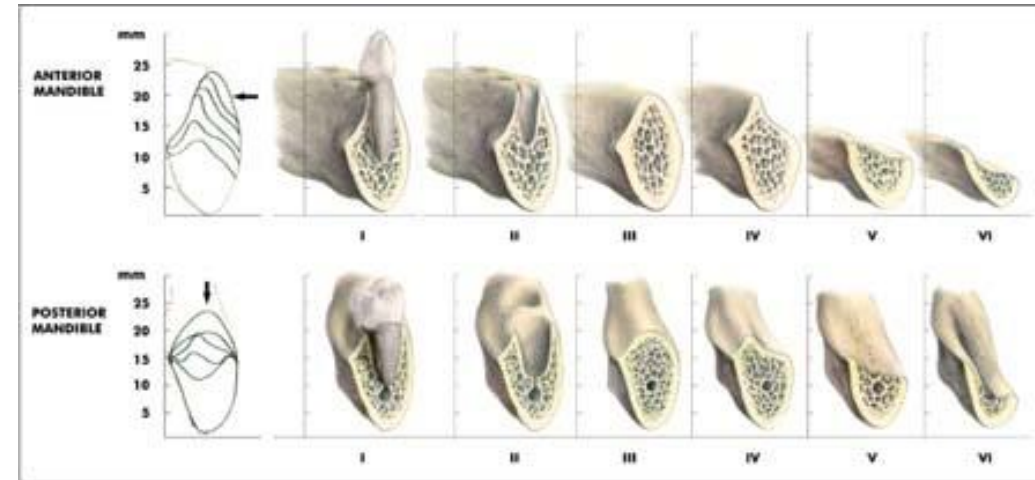 mm
ANTERIOR
MANDIBLE
25
20
15
10
5
I II III IV V VI
mm
POSTERIOR
MANDIBLE
25
20
15
10
5
I II III IV V VI